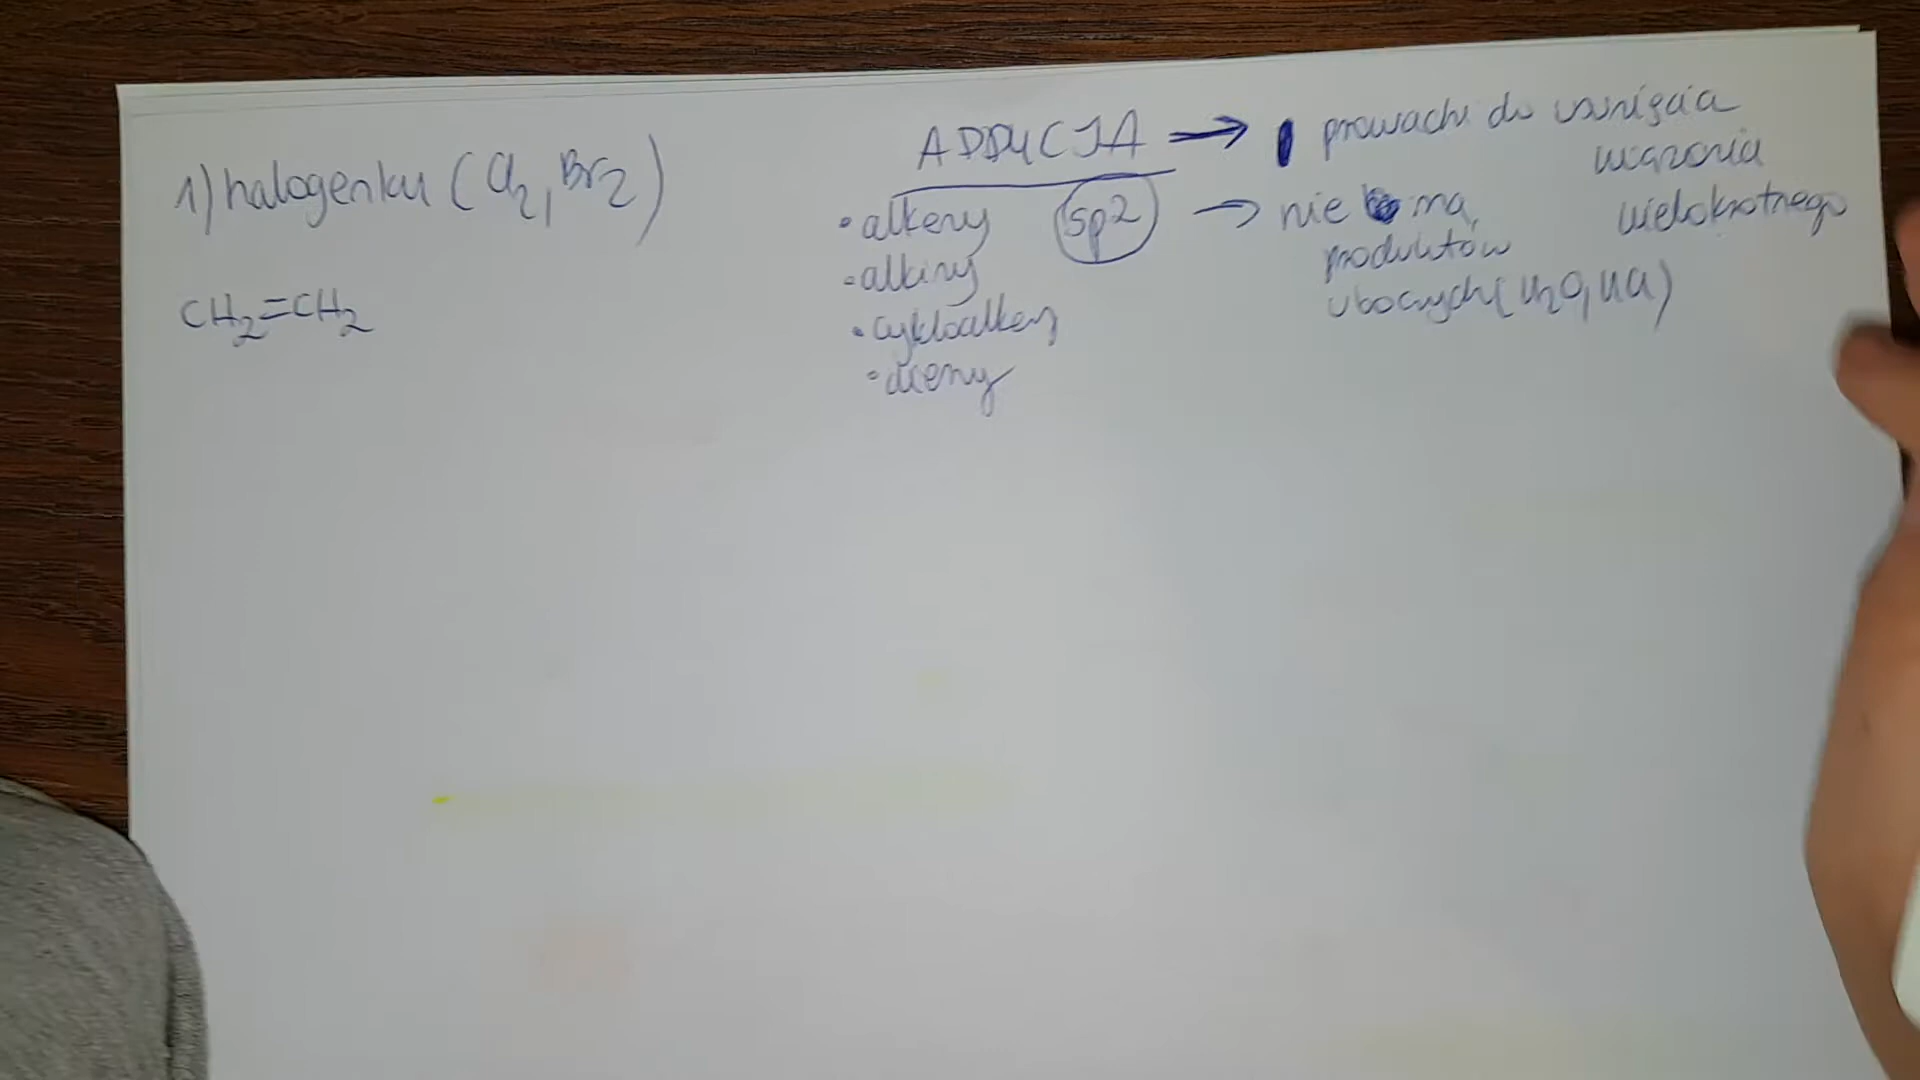 ADDYCJA → prowadzi do usunięcia
wiązania
wielokrotnego
1) halogenku (Cl2, Br2)
• alkeny sp2 → nie ma
• alkiny produktów
• cykloalkeny ubocznych (H2O, HCl)
• dieny
CH2=CH2